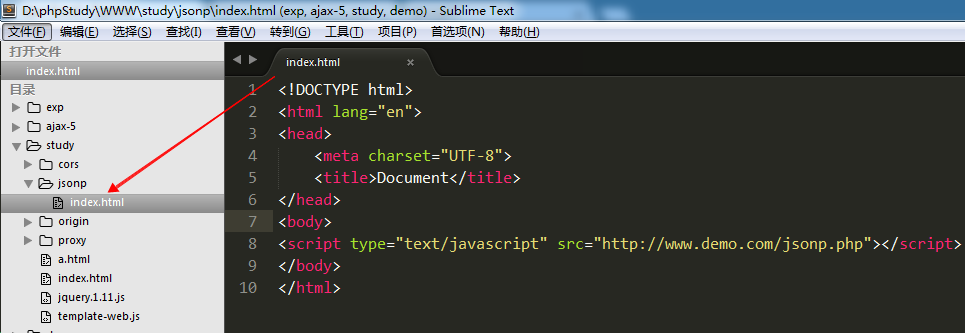 D:\phpStudy\WWW\study\jsonp\index.html (exp, ajax-5, study, demo) - Sublime Text
文件(F) 编辑(E) 选择(S) 查找(I) 查看(V) 转到(G) 工具(T) 项目(P) 首选项(N) 帮助(H)
打开文件
index.html
目录
exp
ajax-5
study
cors
jsonp
index.html
origin
proxy
a.html
index.html
jquery.1.11.js
template-web.js
index.html ×
1 <!DOCTYPE html>
2 <html lang="en">
3 <head>
4 <meta charset="UTF-8">
5 <title>Document</title>
6 </head>
7 <body>
8 <script type="text/javascript" src="http://www.demo.com/jsonp.php"></script>
9 </body>
10 </html>